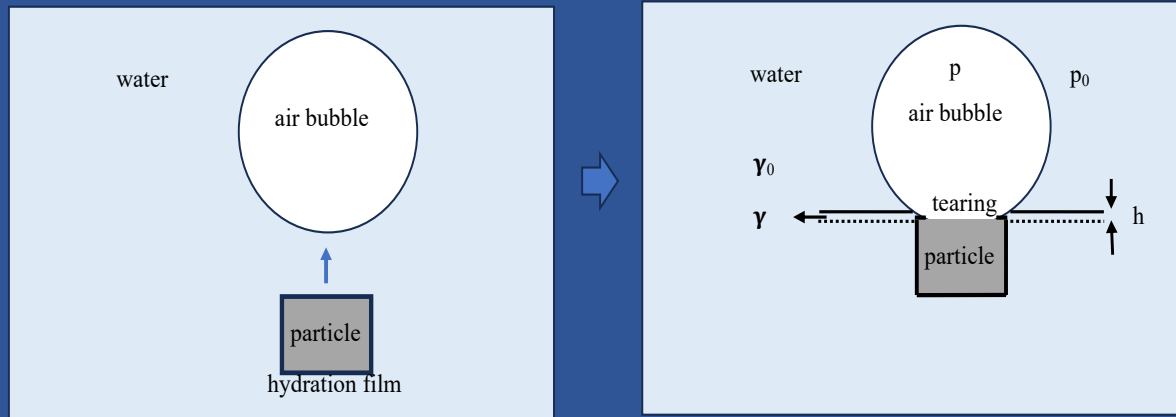 water
air bubble
particle
hydration film
water
p
p₀
air bubble
γ₀
γ
tearing
h
particle